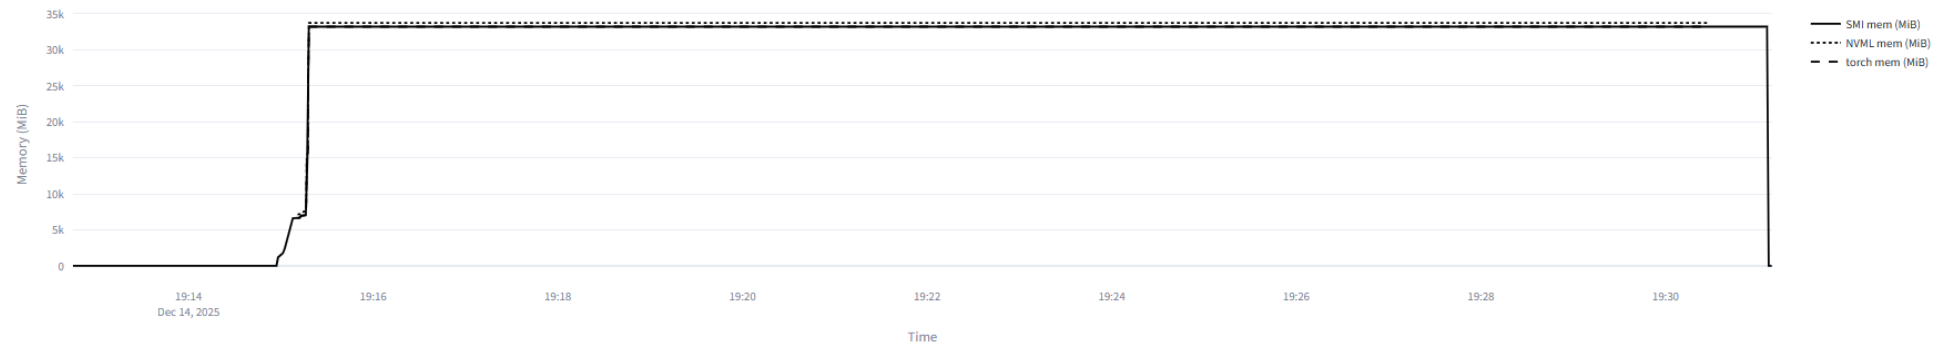 35k
30k
25k
20k
15k
10k
5k
0
Memory (MiB)
19:14
Dec 14, 2025
19:16
19:18
19:20
19:22
19:24
19:26
19:28
19:30
Time
SMI mem (MiB)
NVML mem (MiB)
torch mem (MiB)